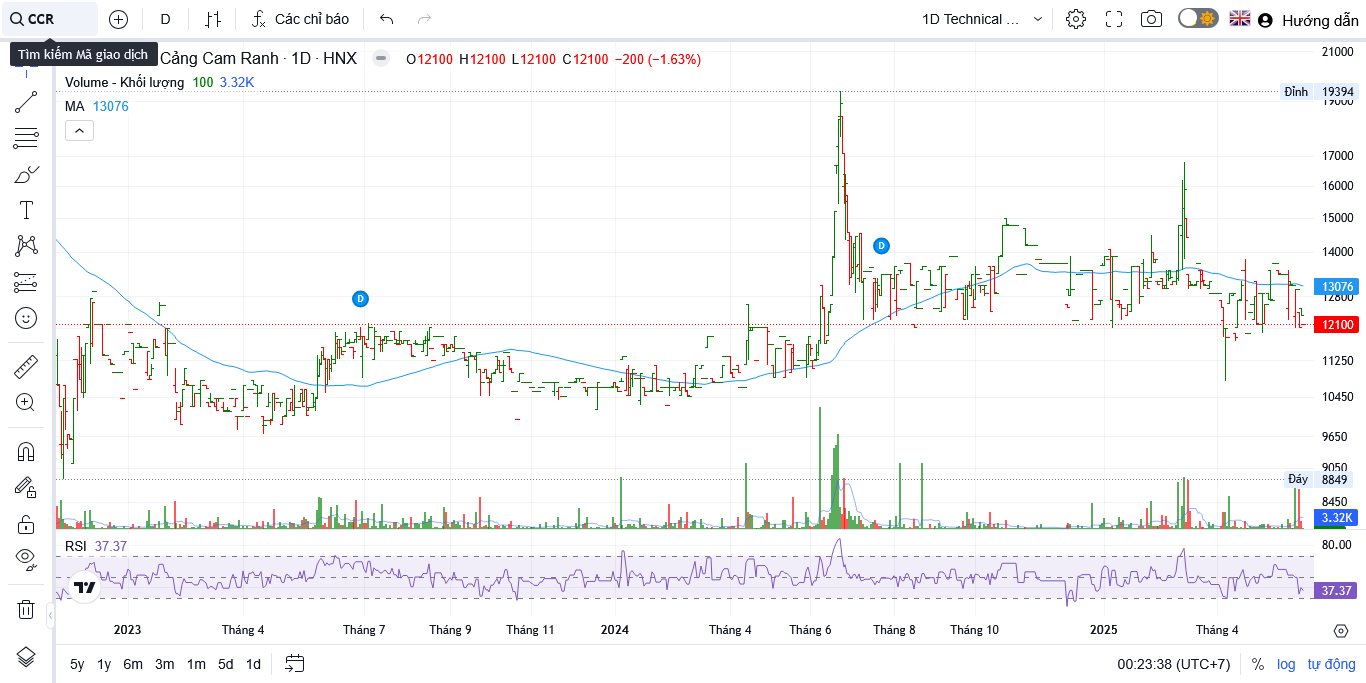 CCR
D
Các chỉ báo
1D Technical ...
Hướng dẫn
Tìm kiếm Mã giao dịch
Cảng Cam Ranh · 1D · HNX
O12100 H12100 L12100 C12100 −200 (−1.63%)
Volume - Khối lượng 100 3.32K
MA 13076
21000
Đỉnh 19394
19000
17000
16000
15000
14000
13076
12800
12100
11250
10450
9650
9050
Đáy 8849
8450
3.32K
D
D
RSI 37.37
80.00
37.37
2023
Tháng 4
Tháng 7
Tháng 9
Tháng 11
2024
Tháng 4
Tháng 6
Tháng 8
Tháng 10
2025
Tháng 4
5y 1y 6m 3m 1m 5d 1d
00:23:38 (UTC+7)
% log tự động